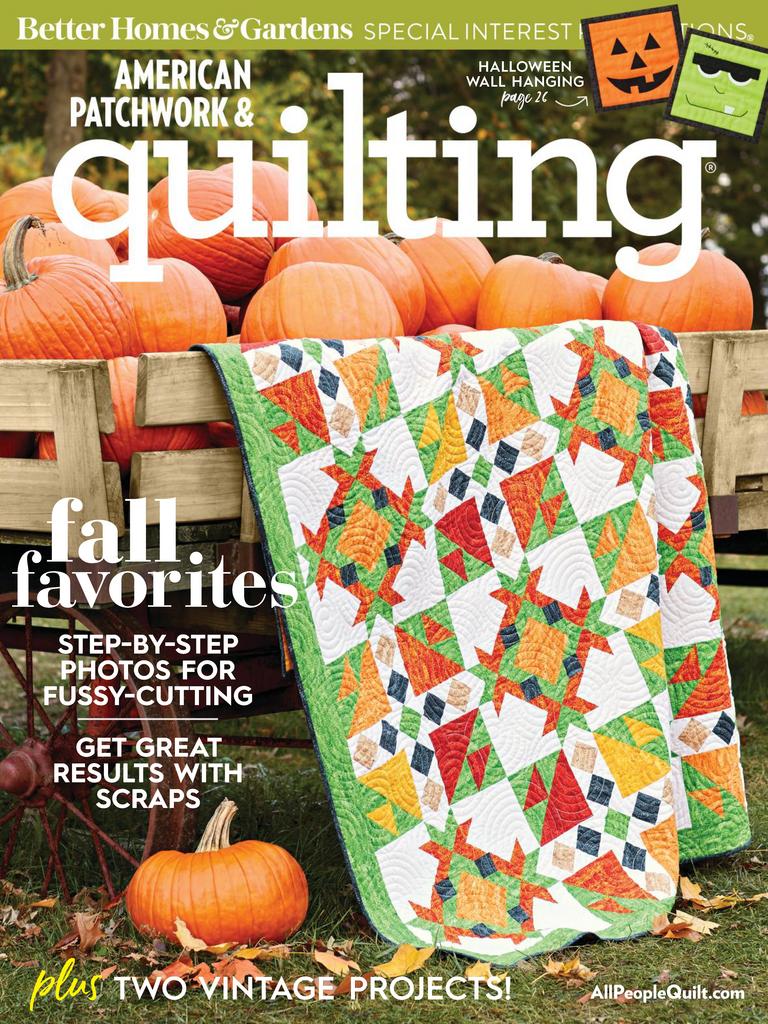 Better Homes & Gardens SPECIAL INTEREST
HALLOWEEN
WALL HANGING
page 26
AMERICAN
PATCHWORK &
quilting®
fall
favorites
STEP-BY-STEP
PHOTOS FOR
FUSSY-CUTTING
GET GREAT
RESULTS WITH
SCRAPS
plus TWO VINTAGE PROJECTS!
AllPeopleQuilt.com